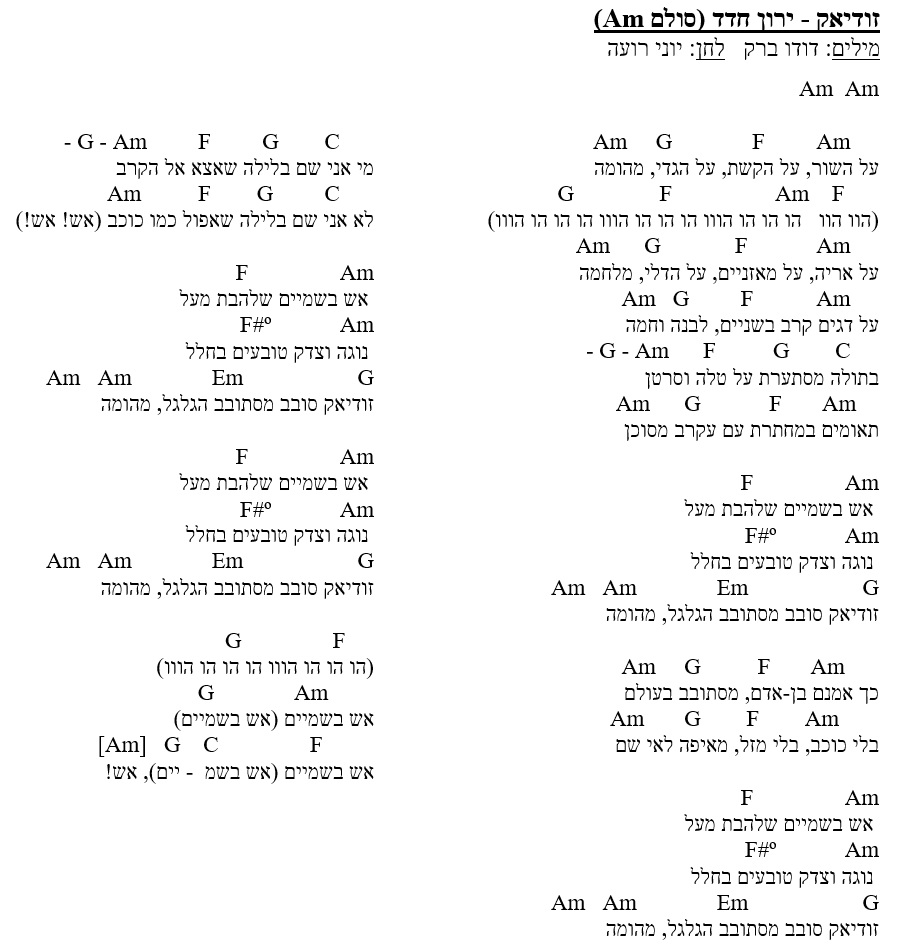 זודיאק - ירון חדד (סולם Am)
מילים: דודו ברק   לחן: יוני רועה
Am  Am
Am     G     F     Am
על השור, על הקשת, על הגדי, מהומה
G     F     Am   F
(הוו הוו   הו הו הו הווו הו הו הו הווו הו הו הו הווו)
Am     G     F     Am
על אריה, על מאזניים, על הדלי, מלחמה
Am   G     F     Am
על דגים קרב בשניים, לבנה וחמה
- G - Am     F     G     C
בתולה מסתערת על טלה וסרטן
Am     G     F     Am
תאומים במחתרת עם עקרב מסוכן
F     Am
אש בשמיים שלהבת מעל
F#º     Am
נוגה וצדק טובעים בחלל
Am   Am     Em     G
זודיאק סובב מסתובב הגלגל, מהומה
Am     G     F     Am
כך אמנם בן-אדם, מסתובב בעולם
Am     G     F     Am
בלי כוכב, בלי מזל, מאיפה לאי שם
F     Am
אש בשמיים שלהבת מעל
F#º     Am
נוגה וצדק טובעים בחלל
Am   Am     Em     G
זודיאק סובב מסתובב הגלגל, מהומה
- G - Am     F     G     C
מי אני שם בלילה שאצא אל הקרב
Am     F     G     C
לא אני שם בלילה שאפול כמו כוכב (אש! אש!)
F     Am
אש בשמיים שלהבת מעל
F#º     Am
נוגה וצדק טובעים בחלל
Am   Am     Em     G
זודיאק סובב מסתובב הגלגל, מהומה
F     Am
אש בשמיים שלהבת מעל
F#º     Am
נוגה וצדק טובעים בחלל
Am   Am     Em     G
זודיאק סובב מסתובב הגלגל, מהומה
G     F
(הו הו הו הו הווו הו הו הו הווו)
G     Am
אש בשמיים (אש בשמיים)
[Am]   G   C     F
אש בשמיים (אש בשמ  - יים), אש!